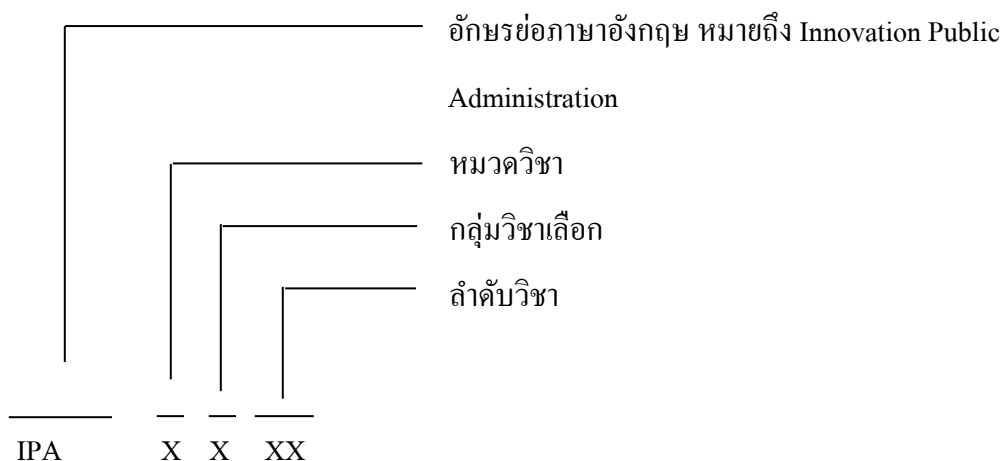 อักษรย่อภาษาอังกฤษ หมายถึง Innovation Public
Administration
หมวดวิชา
กลุ่มวิชาเลือก
ลำดับวิชา
IPA X X XX